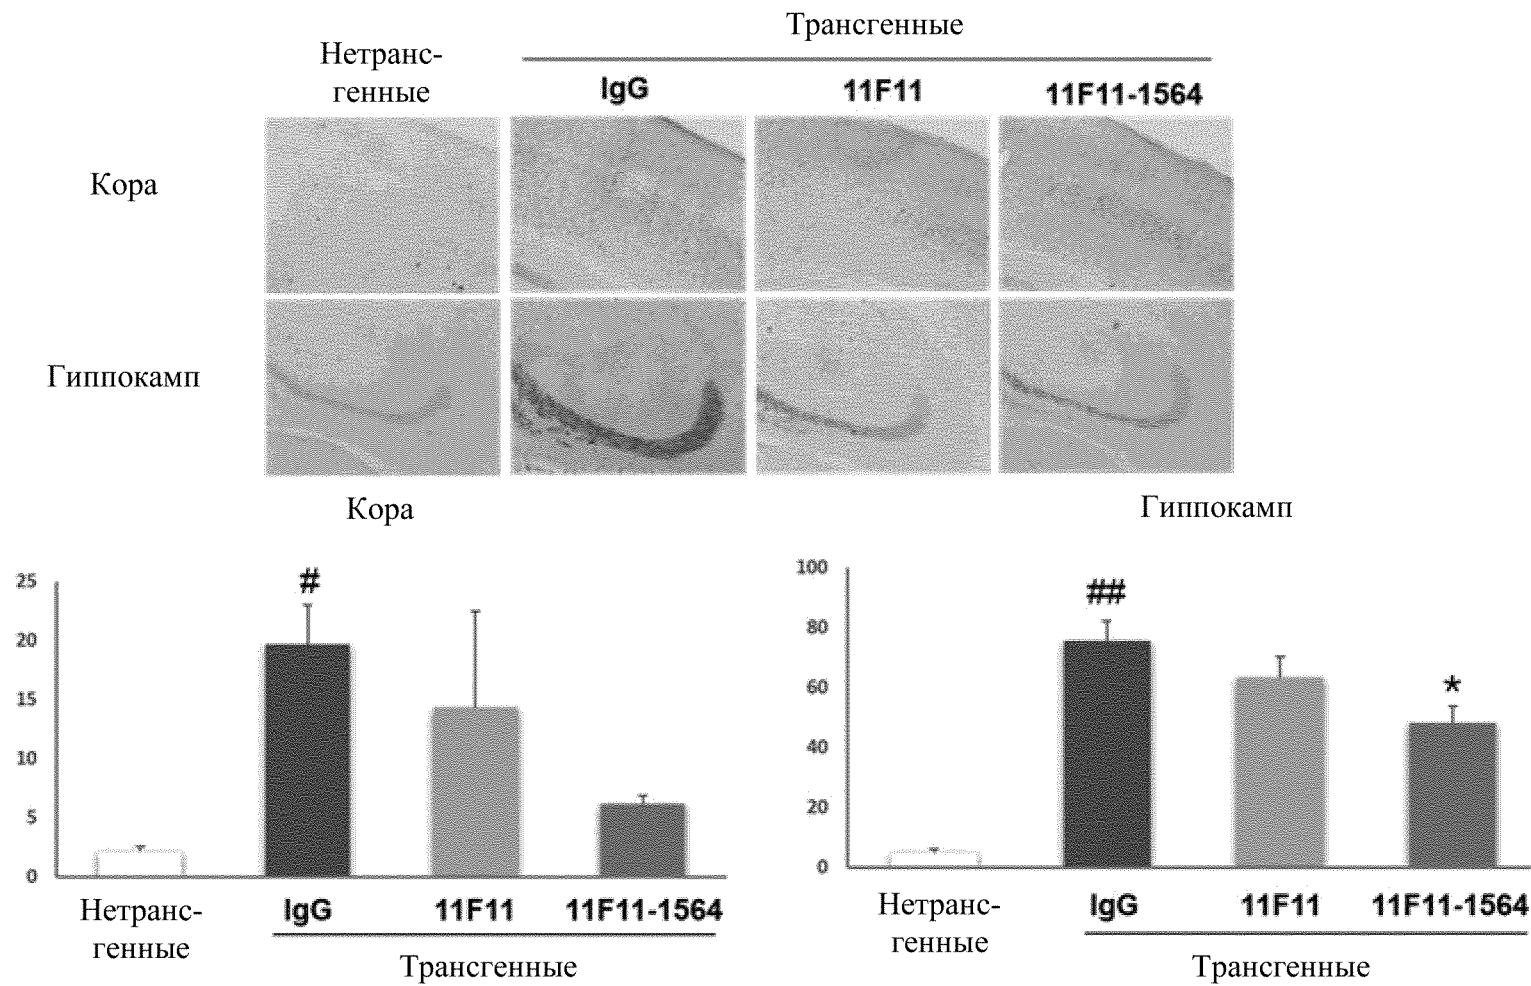 Трансгенные
Нетранс-
генные
IgG
11F11
11F11-1564
Кора
Гиппокамп
Кора
25
20
15
10
5
0
#
Нетранс-
генные
IgG
11F11
11F11-1564
Трансгенные
Гиппокамп
100
80
60
40
20
0
##
*
Нетранс-
генные
IgG
11F11
11F11-1564
Трансгенные